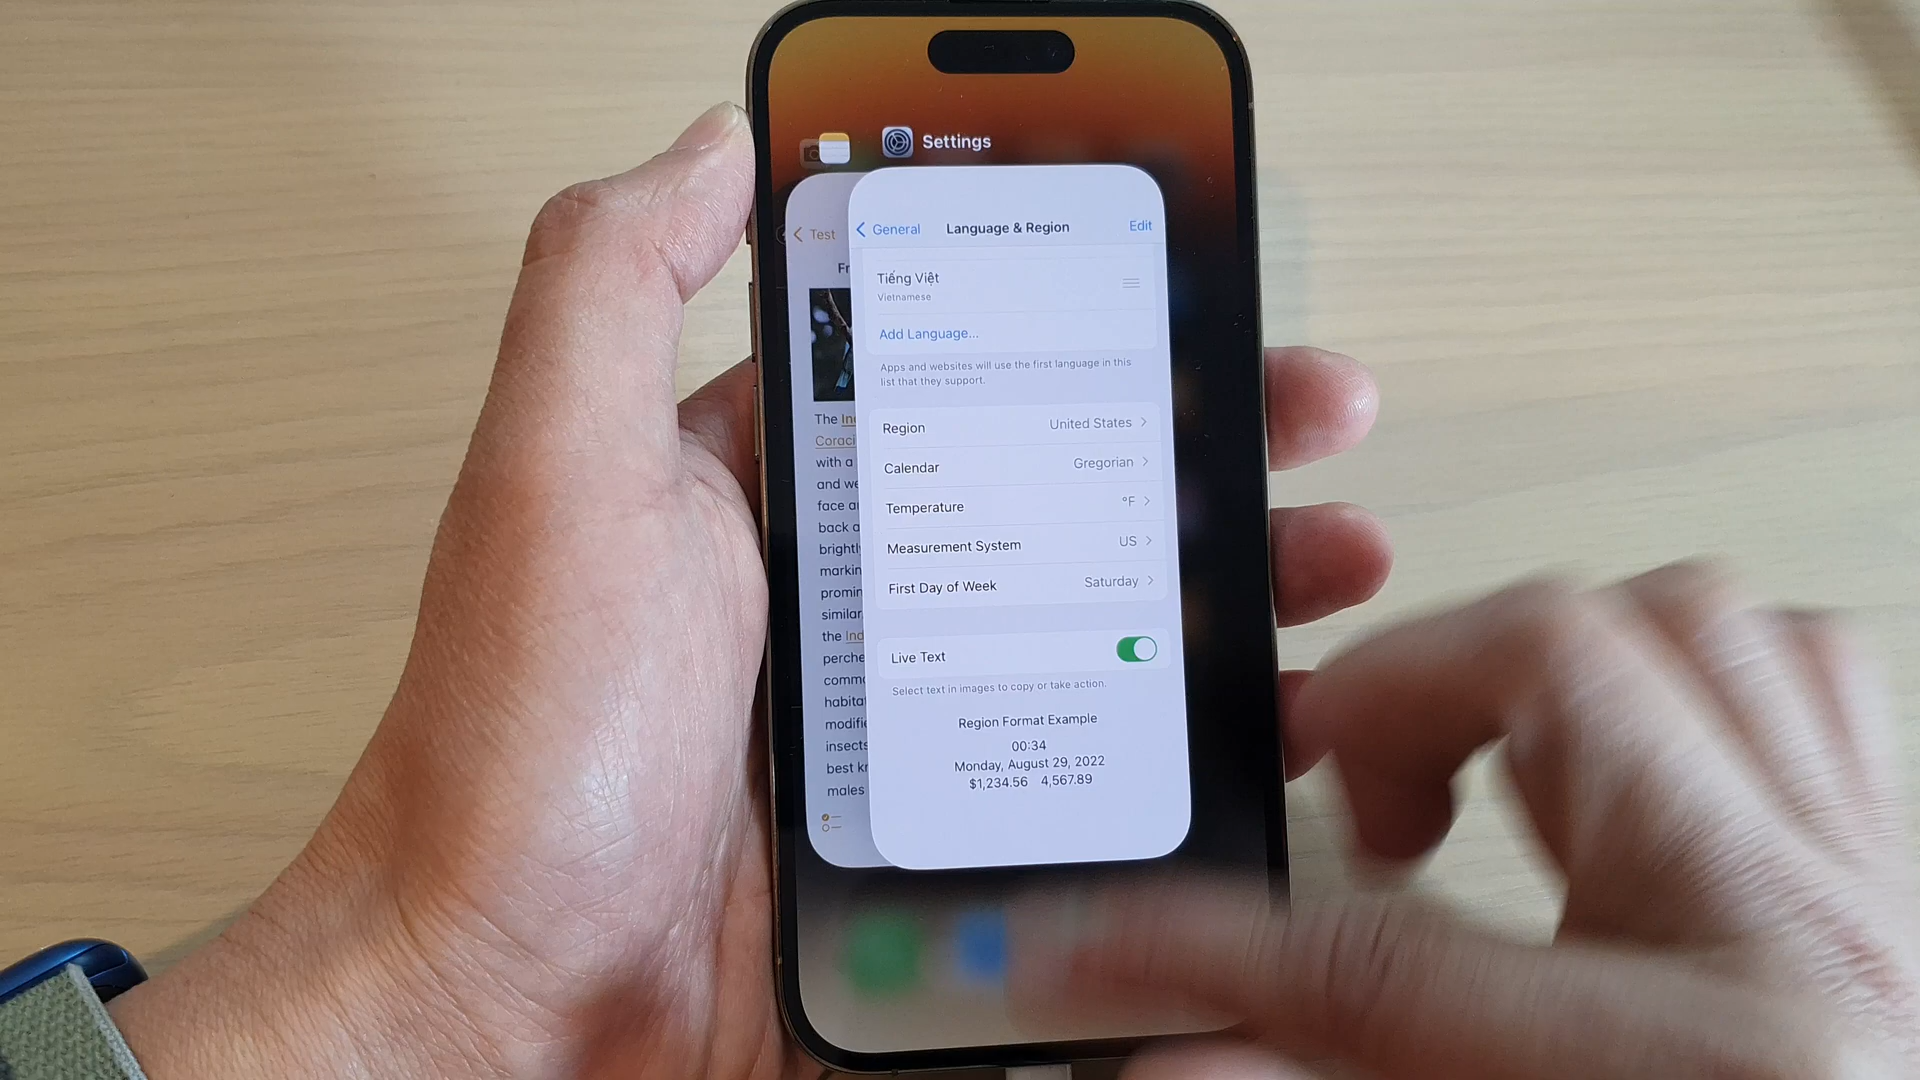 Settings
Test
General
Language & Region
Edit
Fr
Tiếng Việt
Vietnamese
Add Language...
Apps and websites will use the first language in this
list that they support.
Region
United States
Calendar
Gregorian
Temperature
°F
Measurement System
US
First Day of Week
Saturday
Live Text
Select text in images to copy or take action.
Region Format Example
00:34
Monday, August 29, 2022
$1,234.56 4,567.89
The In
Coraci
with a
and we
face a
back a
brightl
markin
promin
similar
the Ind
perche
commo
habita
modifie
insects
best k
males